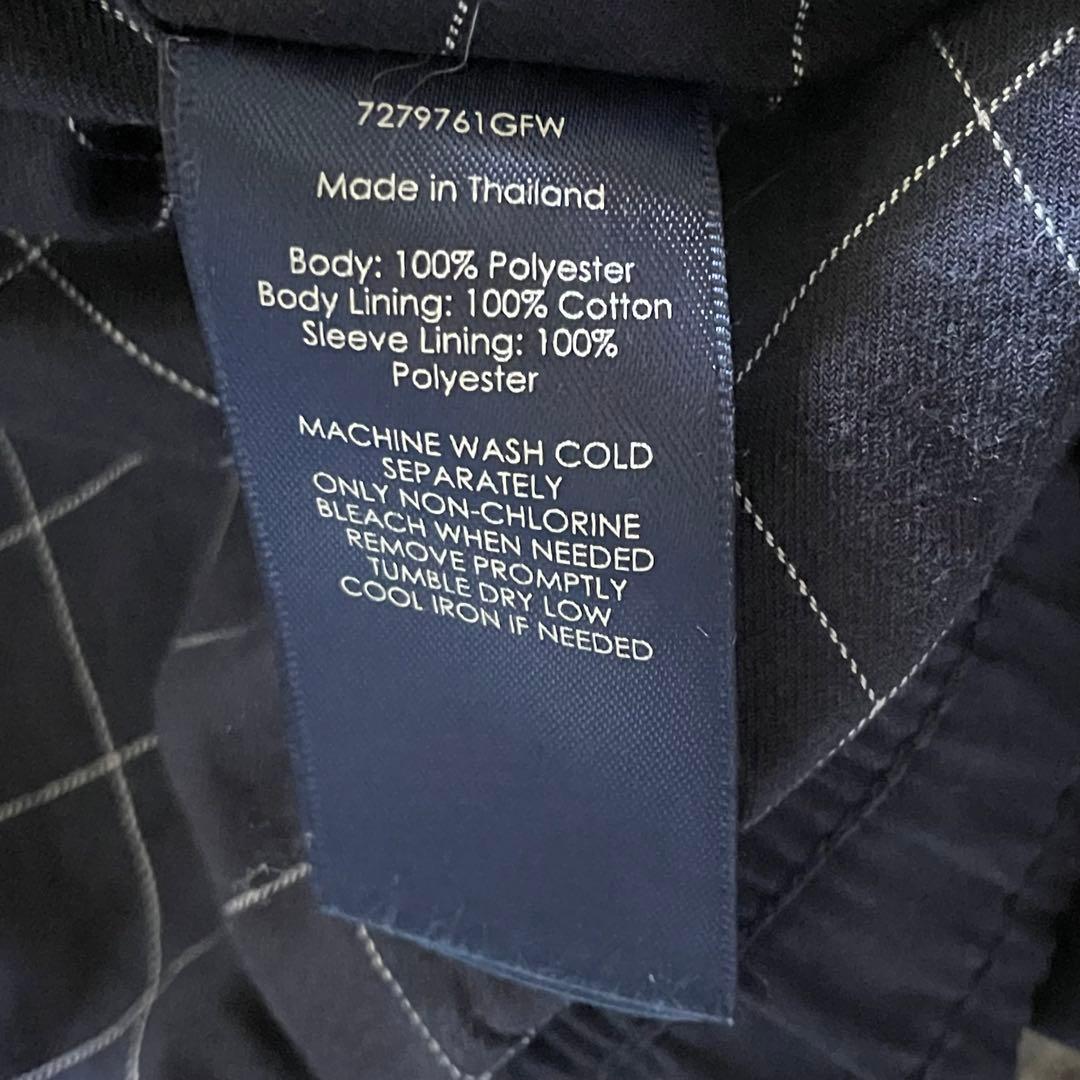 7279761GFW
Made in Thailand
Body: 100% Polyester
Body Lining: 100% Cotton
Sleeve Lining: 100%
Polyester
MACHINE WASH COLD
SEPARATELY
ONLY NON-CHLORINE
BLEACH WHEN NEEDED
REMOVE PROMPTLY
TUMBLE DRY LOW
COOL IRON IF NEEDED